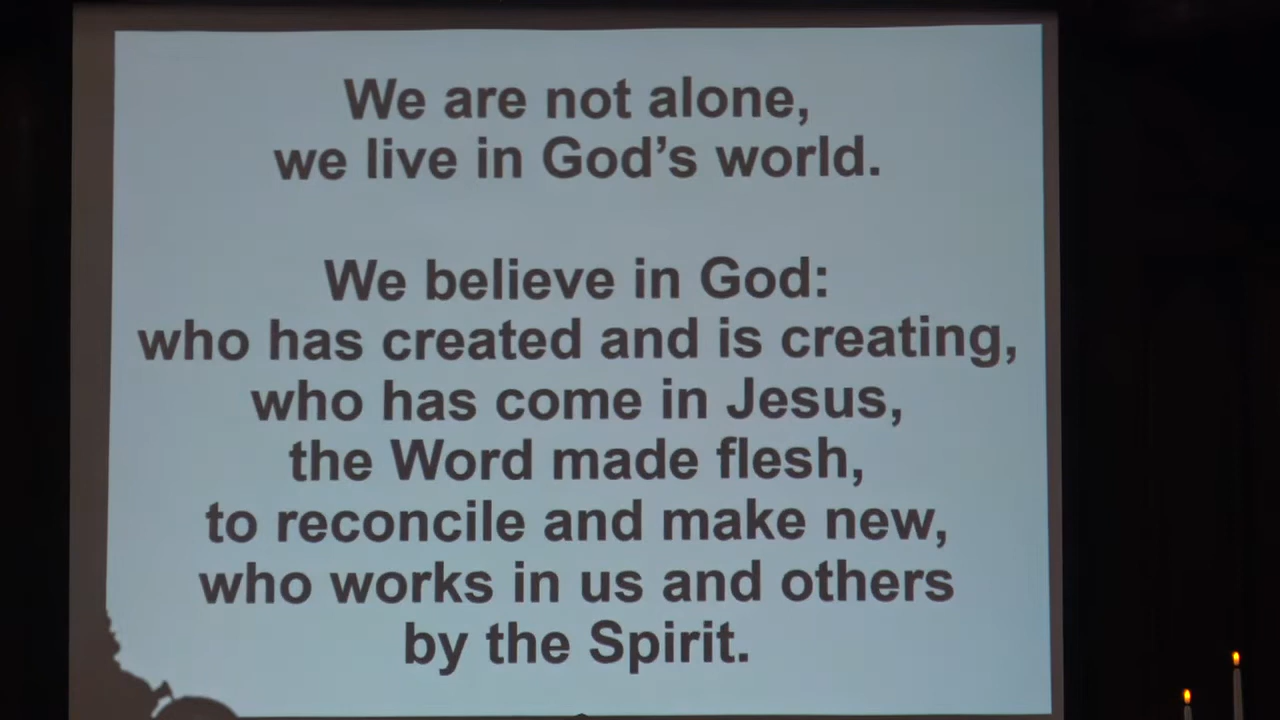 We are not alone,
we live in God’s world.
We believe in God:
who has created and is creating,
who has come in Jesus,
the Word made flesh,
to reconcile and make new,
who works in us and others
by the Spirit.